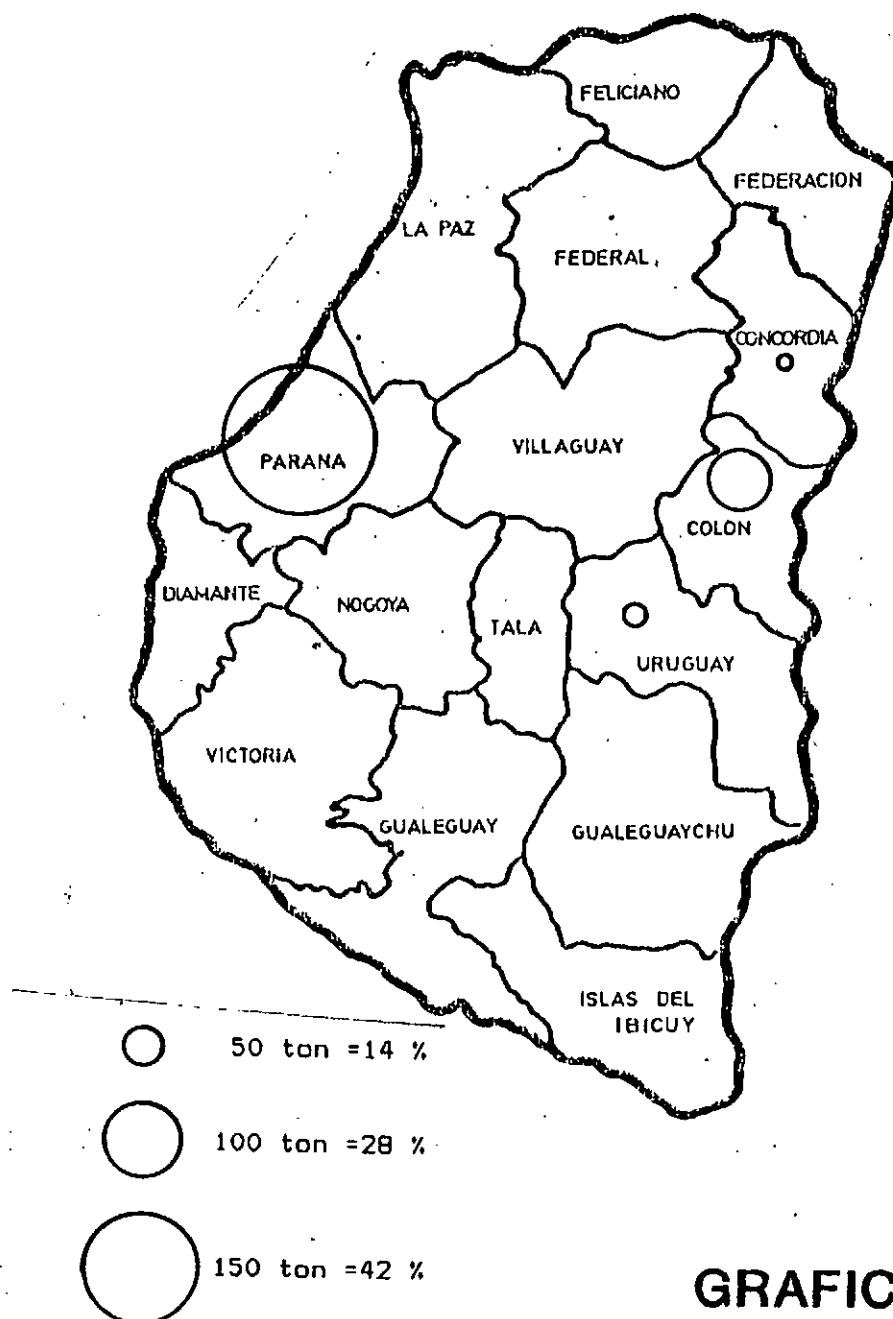 FELICIANO
FEDERACION
LA PAZ
FEDERAL
CONCORDIA
PARANA
VILLAGUAY
COLON
DIAMANTE
NOGOYA
TALA
URUGUAY
VICTORIA
GUALEGUAY
GUALEGUAYCHU
ISLAS DEL
IBICUY
50 ton =14 %
100 ton =28 %
150 ton =42 %
GRAFIC